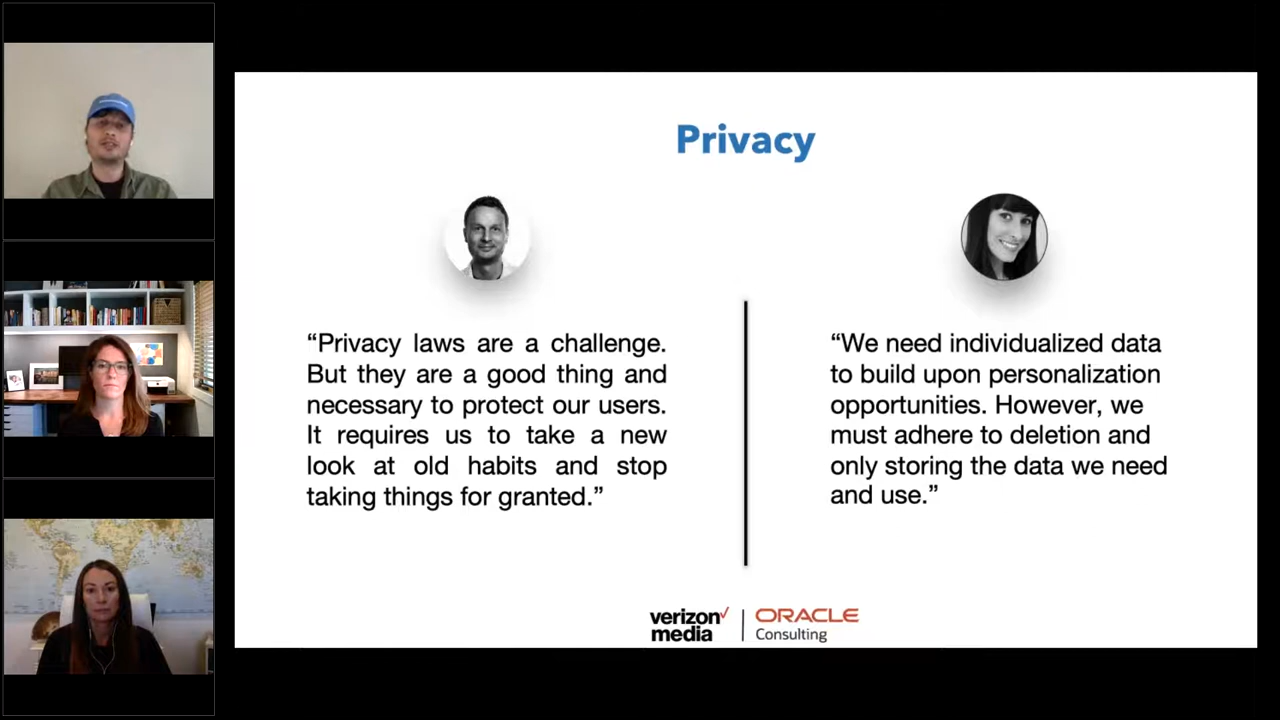 Privacy
“Privacy laws are a challenge.
But they are a good thing and
necessary to protect our users.
It requires us to take a new
look at old habits and stop
taking things for granted.”
“We need individualized data
to build upon personalization
opportunities. However, we
must adhere to deletion and
only storing the data we need
and use.”
verizon
media
ORACLE
Consulting